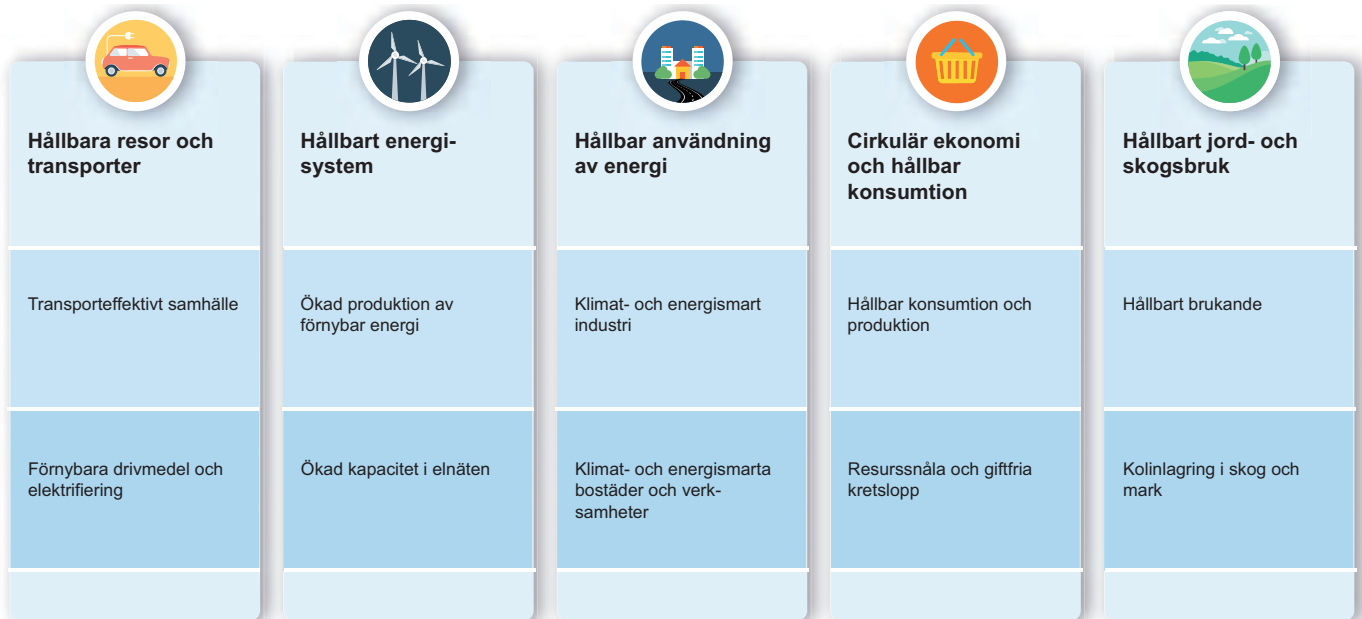 Hållbara resor och
transporter
Transporteffektivt samhälle
Förnybara drivmedel och
elektrifiering
Hållbart energi-
system
Ökad produktion av
förnybar energi
Ökad kapacitet i elnäten
Hållbar användning
av energi
Klimat- och energismart
industri
Klimat- och energismarta
bostäder och verk-
samheter
Cirkulär ekonomi
och hållbar
konsumtion
Hållbar konsumtion och
produktion
Resurssnåla och giftfria
kretslopp
Hållbart jord- och
skogsbruk
Hållbart brukande
Kolinlagring i skog och
mark